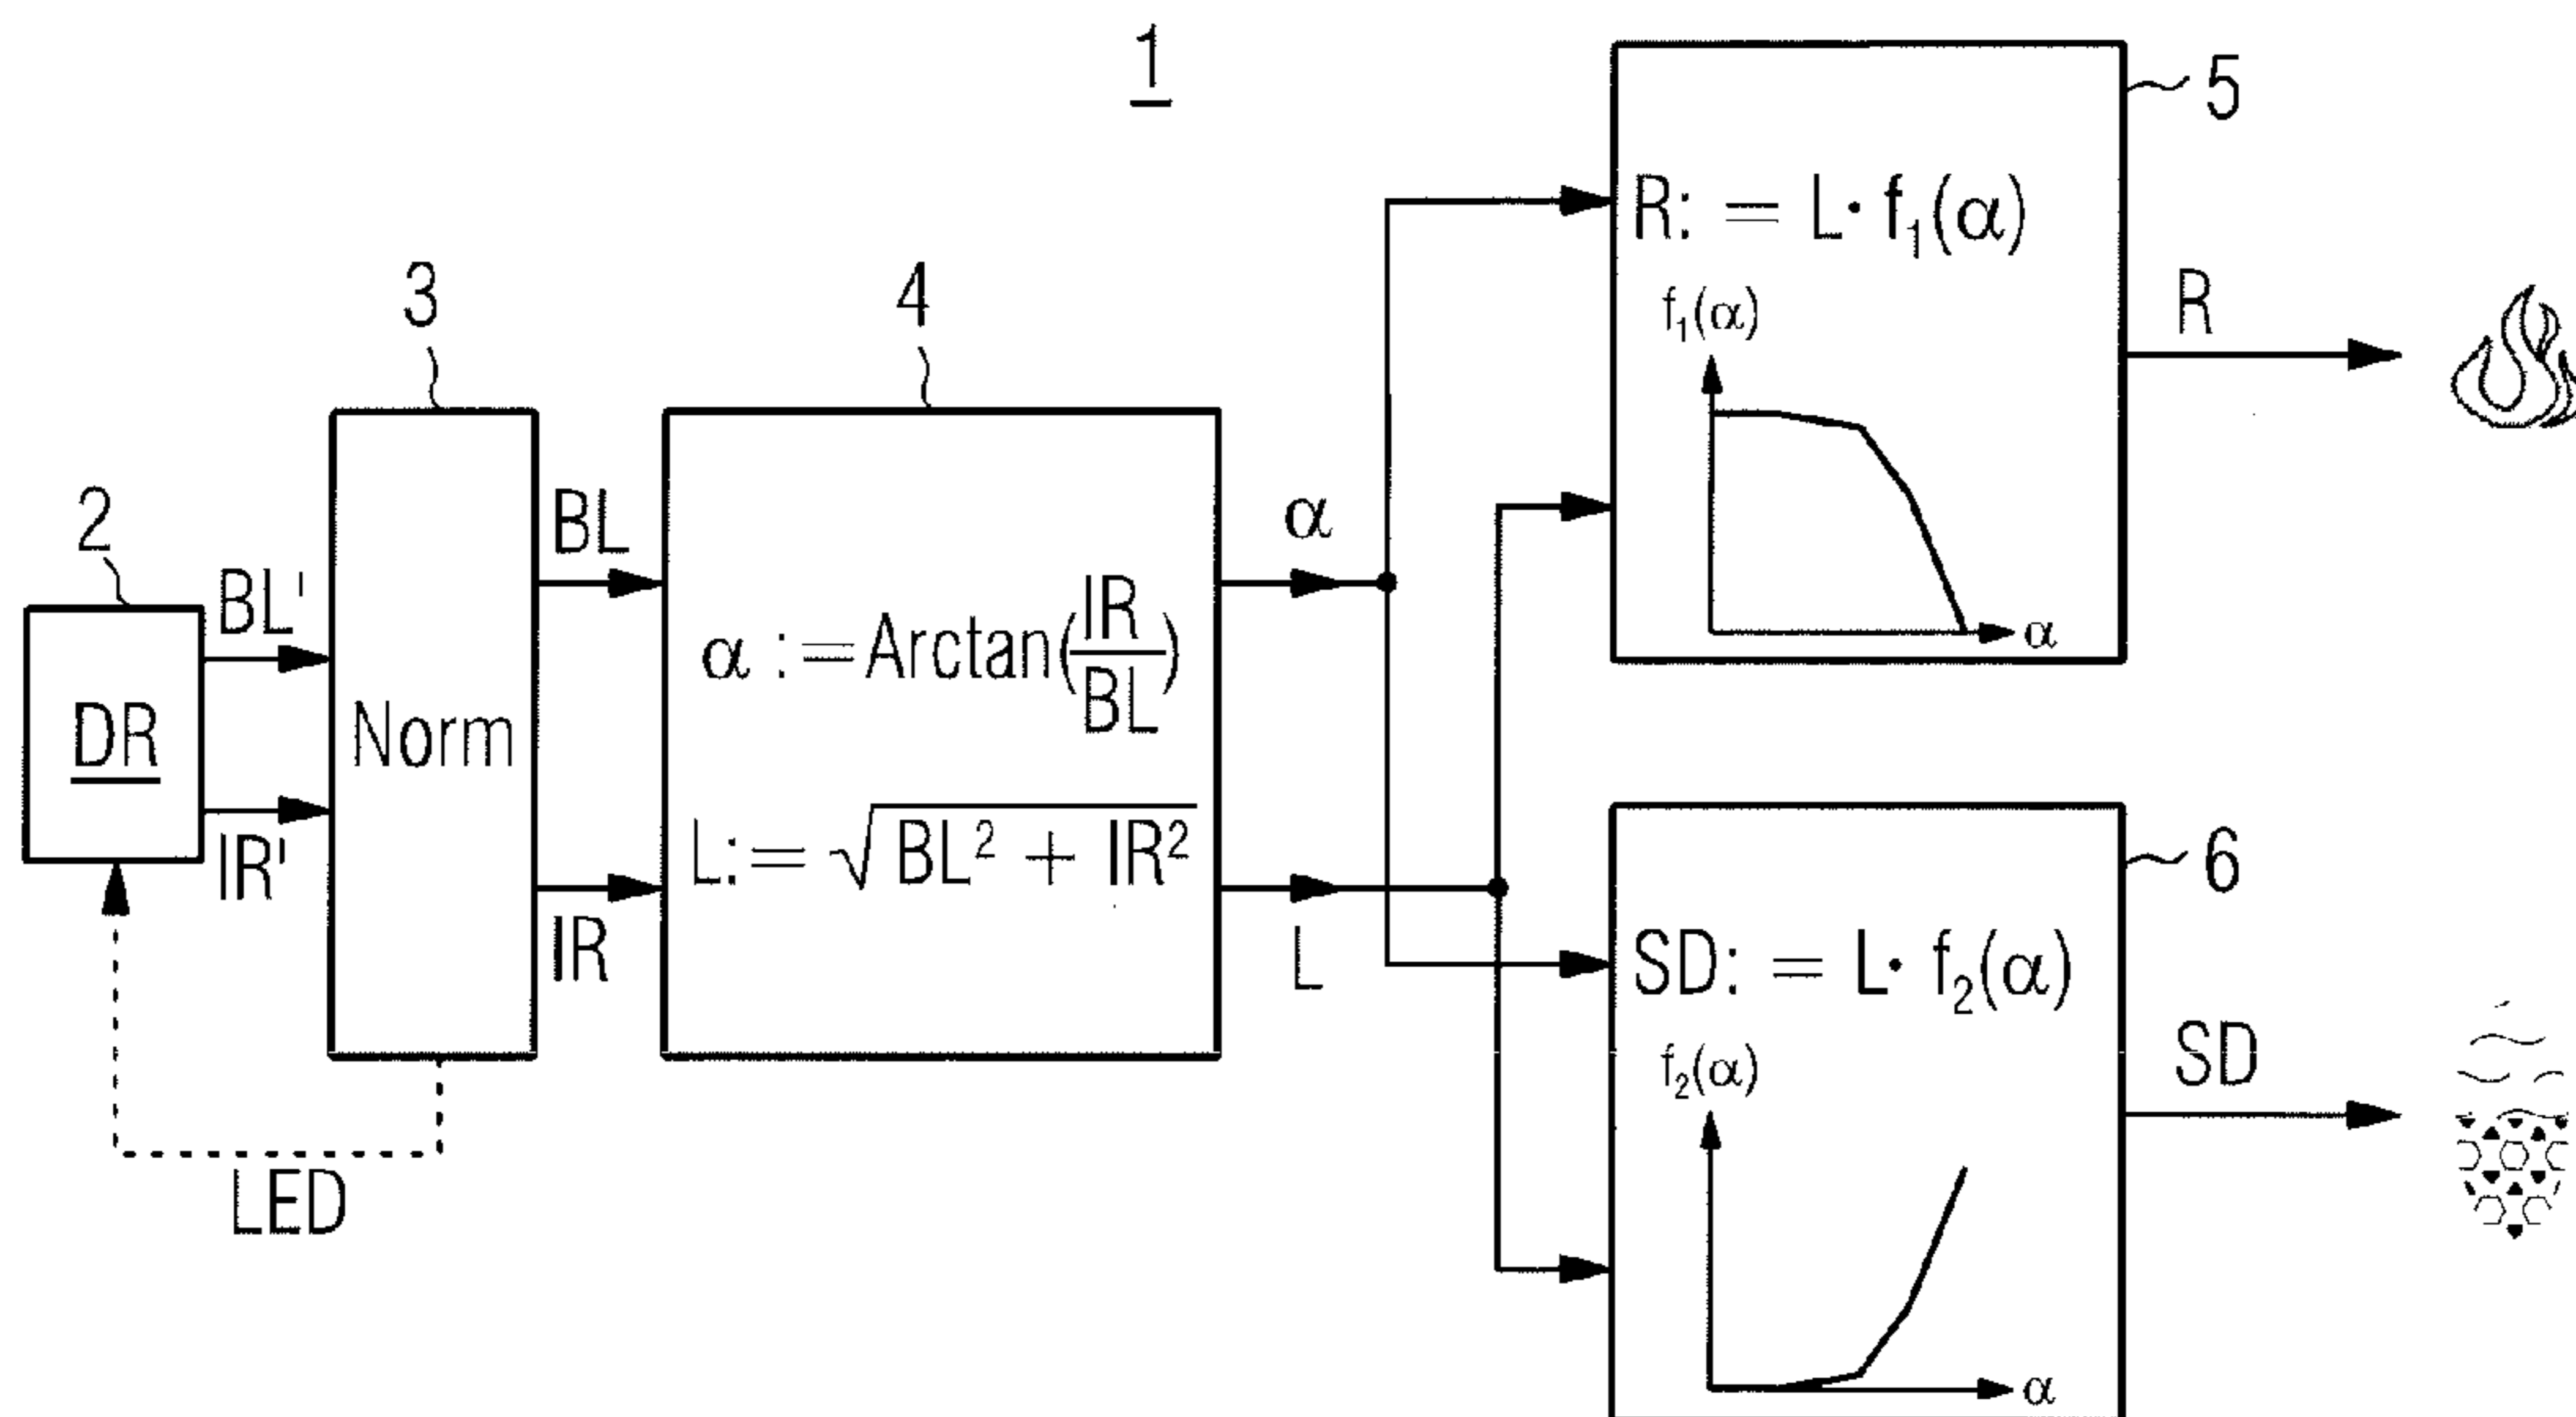 1
2
DR
BL'
IR'
LED
3
Norm
BL
IR
4
α := Arctan(IR/BL)
L: = √BL² + IR²
α
L
5
R: = L· f₁(α)
f₁(α)
α
R
6
SD: = L· f₂(α)
f₂(α)
α
SD